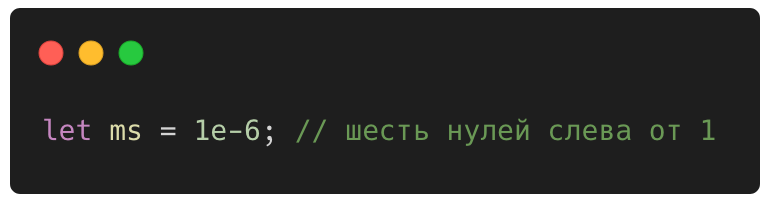 let ms = 1e-6; // шесть нулей слева от 1